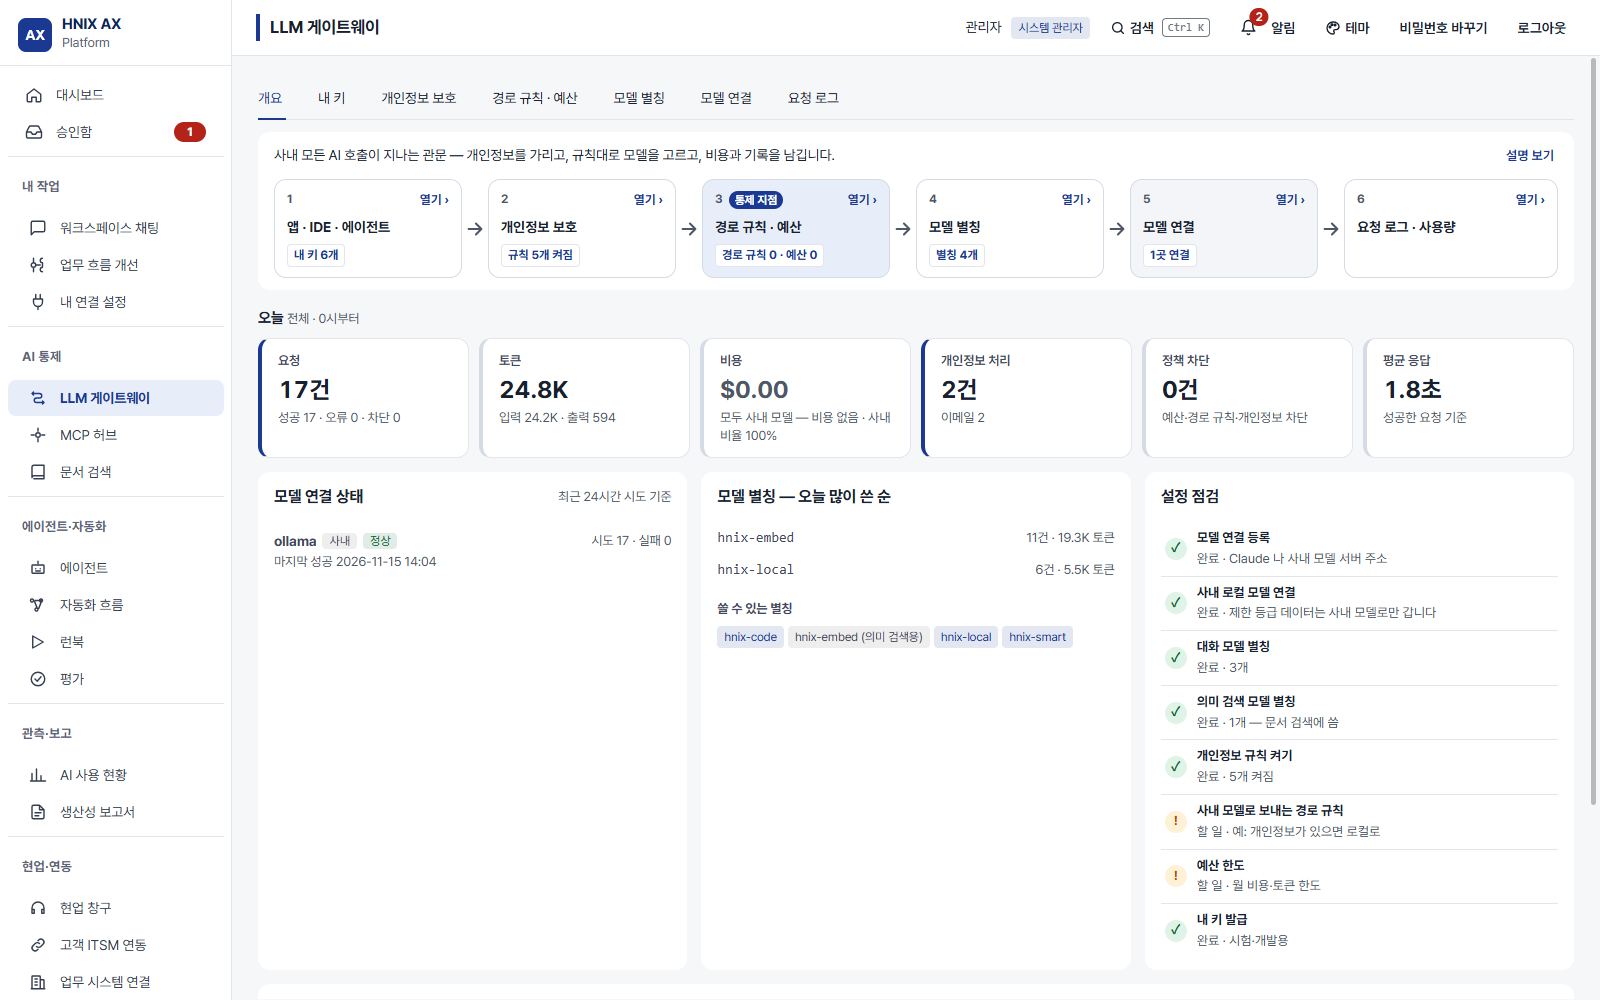 AX
HNIX AX
Platform
대시보드
승인함
1
내 작업
워크스페이스 채팅
업무 흐름 개선
내 연결 설정
AI 통제
LLM 게이트웨이
MCP 허브
문서 검색
에이전트·자동화
에이전트
자동화 흐름
런북
평가
관측·보고
AI 사용 현황
생산성 보고서
현업·연동
현업 창구
고객 ITSM 연동
업무 시스템 연결
LLM 게이트웨이
관리자 시스템 관리자 검색 Ctrl K 2 알림 테마 비밀번호 바꾸기 로그아웃
개요 내 키 개인정보 보호 경로 규칙 · 예산 모델 별칭 모델 연결 요청 로그
사내 모든 AI 호출이 지나는 관문 — 개인정보를 가리고, 규칙대로 모델을 고르고, 비용과 기록을 남깁니다. 설명 보기
1 열기 ›
앱 · IDE · 에이전트
내 키 6개
2 열기 ›
개인정보 보호
규칙 5개 켜짐
3 통제 지점 열기 ›
경로 규칙 · 예산
경로 규칙 0 · 예산 0
4 열기 ›
모델 별칭
별칭 4개
5 열기 ›
모델 연결
1곳 연결
6 열기 ›
요청 로그 · 사용량
오늘 전체 · 0시부터
요청
17건
성공 17 · 오류 0 · 차단 0
토큰
24.8K
입력 24.2K · 출력 594
비용
$0.00
모두 사내 모델 — 비용 없음 · 사내
비율 100%
개인정보 처리
2건
이메일 2
정책 차단
0건
예산·경로 규칙·개인정보 차단
평균 응답
1.8초
성공한 요청 기준
모델 연결 상태 최근 24시간 시도 기준
ollama 사내 정상 시도 17 · 실패 0
마지막 성공 2026-11-15 14:04
모델 별칭 — 오늘 많이 쓴 순
hnix-embed 11건 · 19.3K 토큰
hnix-local 6건 · 5.5K 토큰
쓸 수 있는 별칭
hnix-code hnix-embed (의미 검색용) hnix-local hnix-smart
설정 점검
모델 연결 등록
완료 · Claude 나 사내 모델 서버 주소
사내 로컬 모델 연결
완료 · 제한 등급 데이터는 사내 모델로만 갑니다
대화 모델 별칭
완료 · 3개
의미 검색 모델 별칭
완료 · 1개 — 문서 검색에 씀
개인정보 규칙 켜기
완료 · 5개 켜짐
사내 모델로 보내는 경로 규칙
할 일 · 예: 개인정보가 있으면 로컬로
예산 한도
할 일 · 월 비용·토큰 한도
내 키 발급
완료 · 시험·개발용